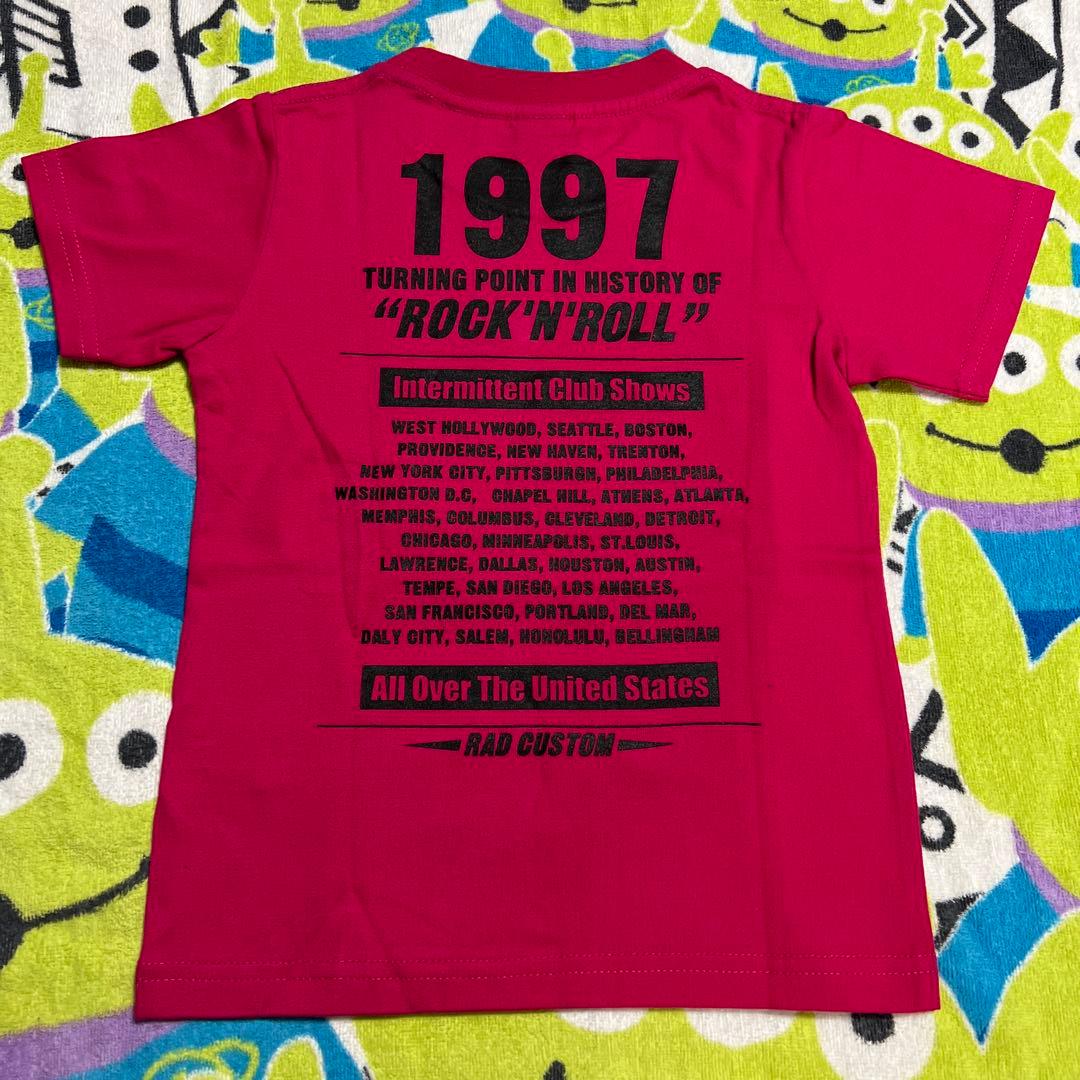 1997
TURNING POINT IN HISTORY OF
“ROCK'N'ROLL”
Intermittent Club Shows
WEST HOLLYWOOD, SEATTLE, BOSTON,
PROVIDENCE, NEW HAVEN, TRENTON,
NEW YORK CITY, PITTSBURGH, PHILADELPHIA,
WASHINGTON D.C, CHAPEL HILL, ATHENS, ATLANTA,
MEMPHIS, COLUMBUS, CLEVELAND, DETROIT,
CHICAGO, MINNEAPOLIS, ST.LOUIS,
LAWRENCE, DALLAS, HOUSTON, AUSTIN,
TEMPE, SAN DIEGO, LOS ANGELES,
SAN FRANCISCO, PORTLAND, DEL MAR,
DALY CITY, SALEM, HONOLULU, BELLINGHAM
All Over The United States
RAD CUSTOM